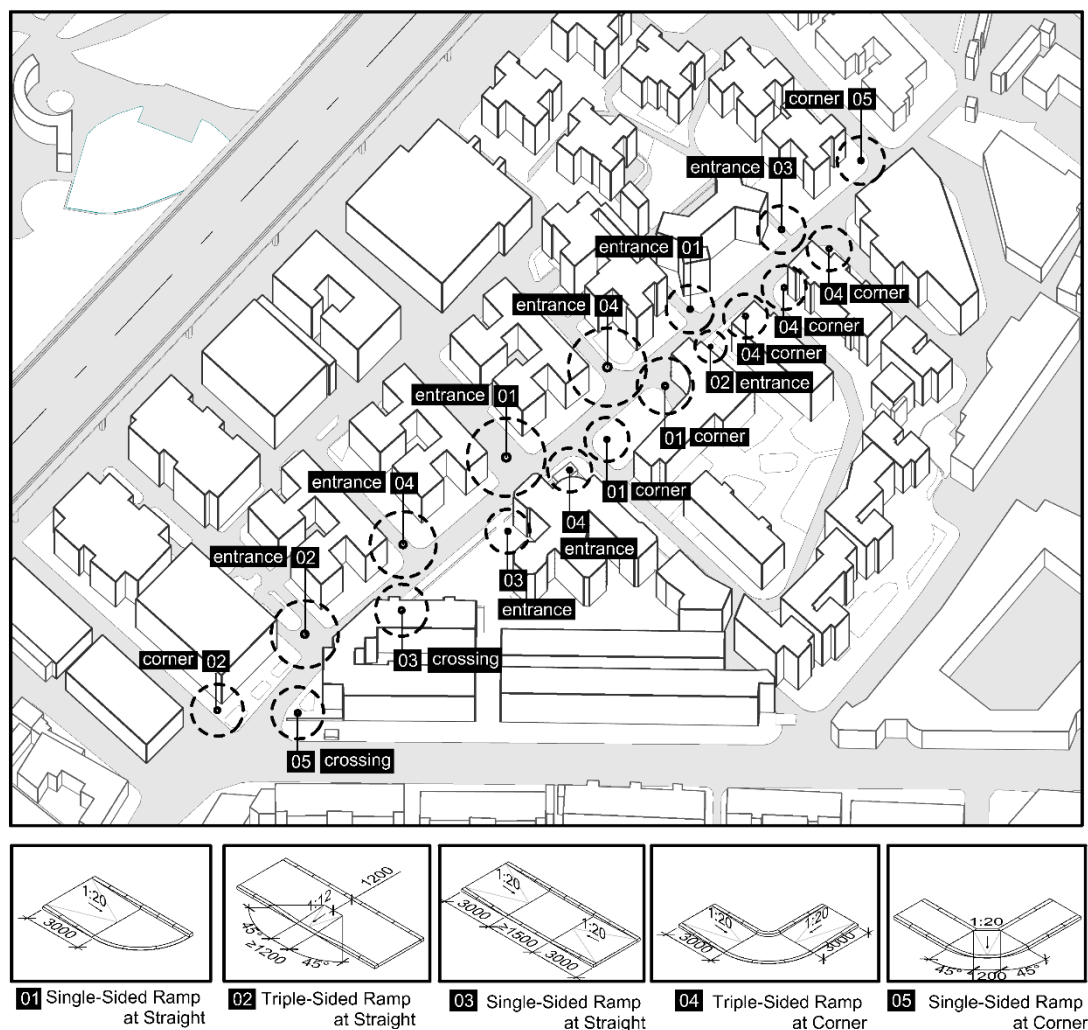 corner 05
entrance 03
entrance 01
04 corner
entrance 04
04 corner
04 corner
02 entrance
entrance 01
01 corner
entrance 04
01 corner
04
entrance
entrance 02
03
entrance
corner 02
03 crossing
05 crossing
1:20
3000
1200
1:12
45°
≥1200
45°
1:20
3000
≥1500
1:20
3000
1:20
1:20
3000
3000
1:20
45°
1200
45°
01 Single-Sided Ramp
at Straight
02 Triple-Sided Ramp
at Straight
03 Single-Sided Ramp
at Straight
04 Triple-Sided Ramp
at Corner
05 Single-Sided Ramp
at Corner